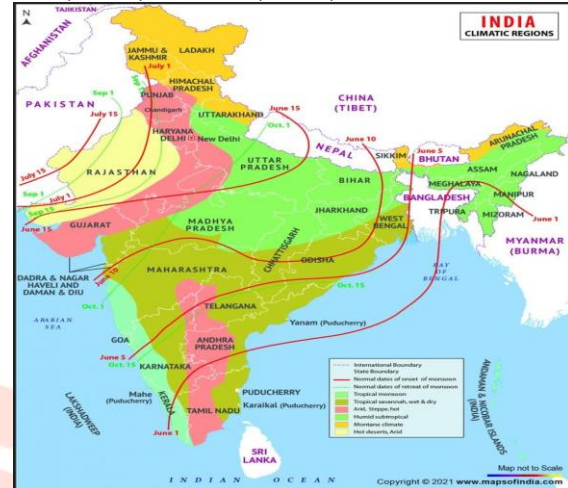 TAJIKISTAN
INDIA
CLIMATIC REGIONS
AFGHANISTAN
JAMMU &
KASHMIR
LADAKH
July 1
Sep 1
HIMACHAL
PRADESH
PUNJAB
Chandigarh
PAKISTAN
July 15
UTTARAKHAND
June 15
CHINA
(TIBET)
Oct. 1
HARYANA
DELHI
New Delhi
NEPAL
June 10
SIKKIM
June 5
BHUTAN
ARUNACHAL
PRADESH
July 15
Sep 1
RAJASTHAN
UTTAR
PRADESH
ASSAM
NAGALAND
BIHAR
MEGHALAYA
BANGLADESH
MANIPUR
July 1
Sep 15
June 15
GUJARAT
MADHYA
PRADESH
JHARKHAND
WEST
BENGAL
TRIPURA
MIZORAM
June 1
MYANMAR
(BURMA)
CHHATTISGARH
June 10
DADRA & NAGAR
HAVELI AND
DAMAN & DIU
MAHARASHTRA
ODISHA
BAY
OF
BENGAL
Oct. 1
Oct.15
ARABIAN
SEA
TELANGANA
Yanam (Puducherry)
GOA
June 5
Oct. 15
ANDHRA
PRADESH
KARNATAKA
International Boundary
State Boundary
Normal dates of onset of monsoon
Normal dates of retreat of monsoon
Tropical monsoon
Tropical savannah, wet & dry
Arid, Steppe, hot
Humid subtropical
Montane climate
Hot deserts, Arid
ANDAMAN & NICOBAR ISLANDS
(INDIA)
LAKSHADWEEP
(INDIA)
Mahe
(Puducherry)
KERALA
PUDUCHERRY
Karaikal (Puducherry)
TAMIL NADU
June 1
SRI
LANKA
Map not to Scale
INDIAN OCEAN
Copyright © 2021 www.mapsofindia.com